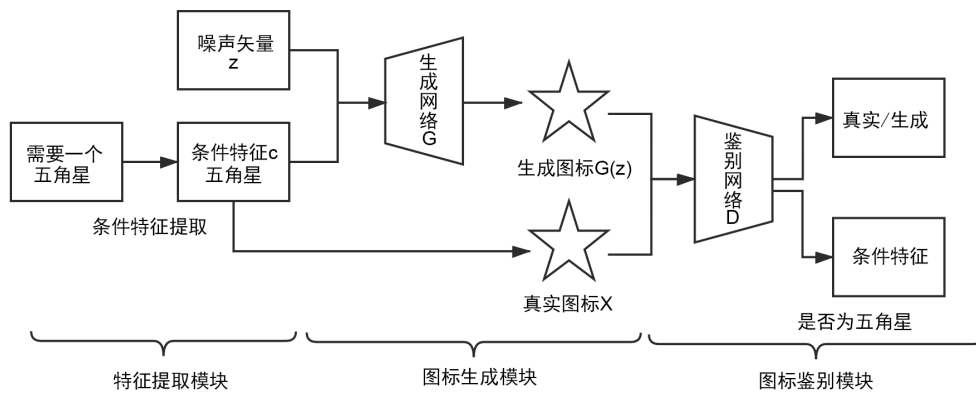 噪声矢量
z
需要一个
五角星
条件特征c
五角星
条件特征提取
生成网络G
生成图标G(z)
真实图标X
鉴别网络D
真实/生成
条件特征
是否为五角星
特征提取模块
图标生成模块
图标鉴别模块